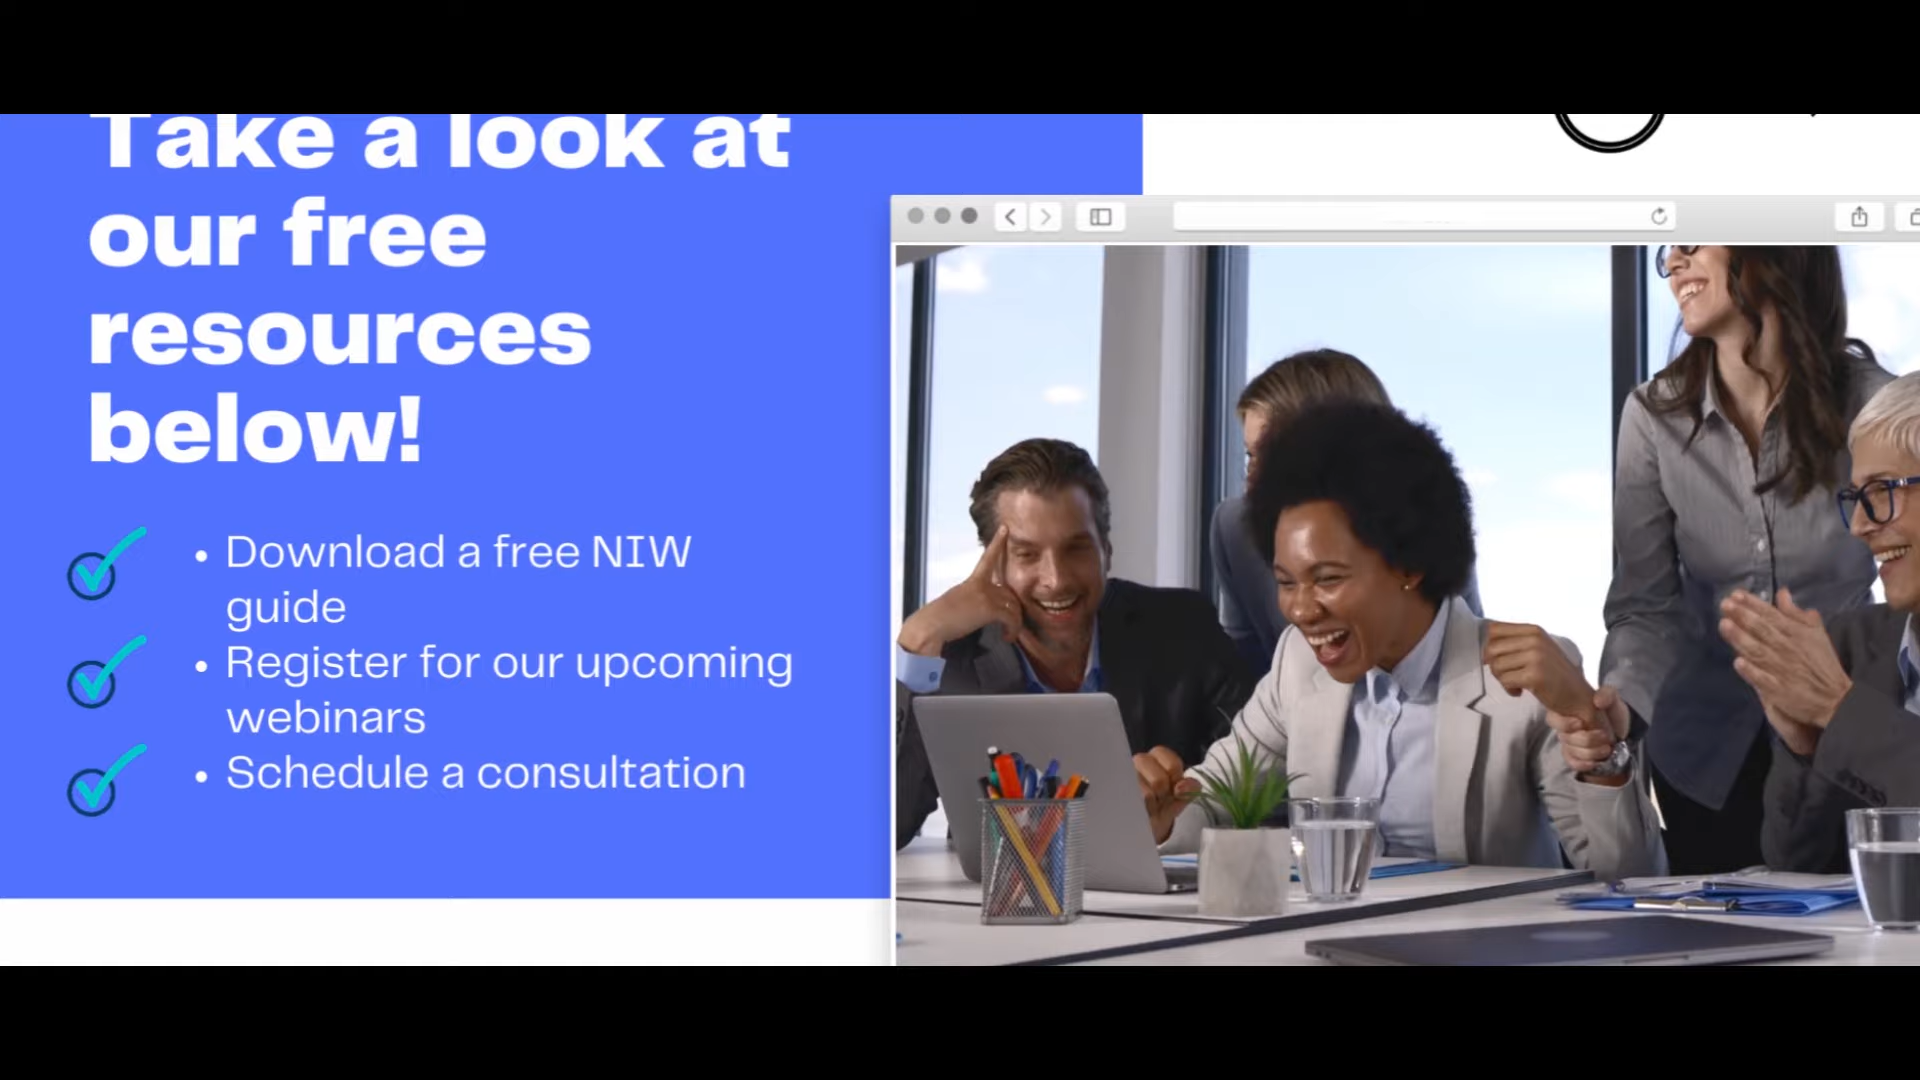 Take a look at
our free
resources
below!
• Download a free NIW
guide
• Register for our upcoming
webinars
• Schedule a consultation